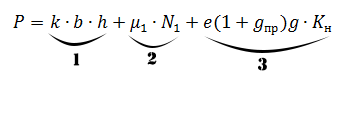 P = k · b · h + μ₁ · N₁ + e(1 + gпр)g · Kн
1 2 3